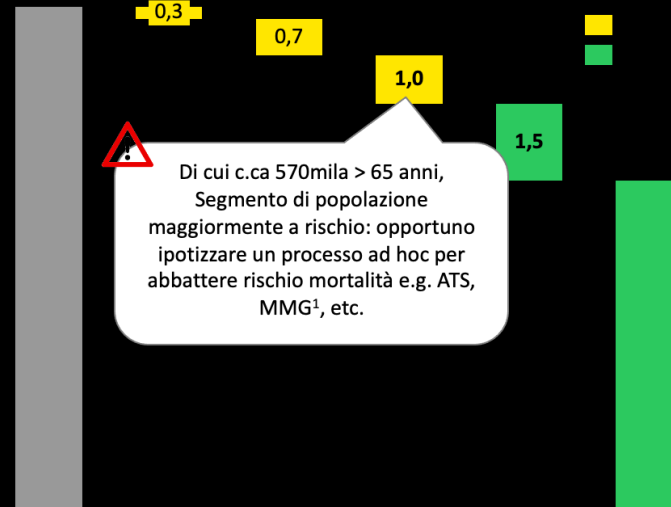 0,3
0,7
1,0
1,5
Di cui c.ca 570mila > 65 anni,
Segmento di popolazione
maggiormente a rischio: opportuno
ipotizzare un processo ad hoc per
abbattere rischio mortalità e.g. ATS,
MMG¹, etc.